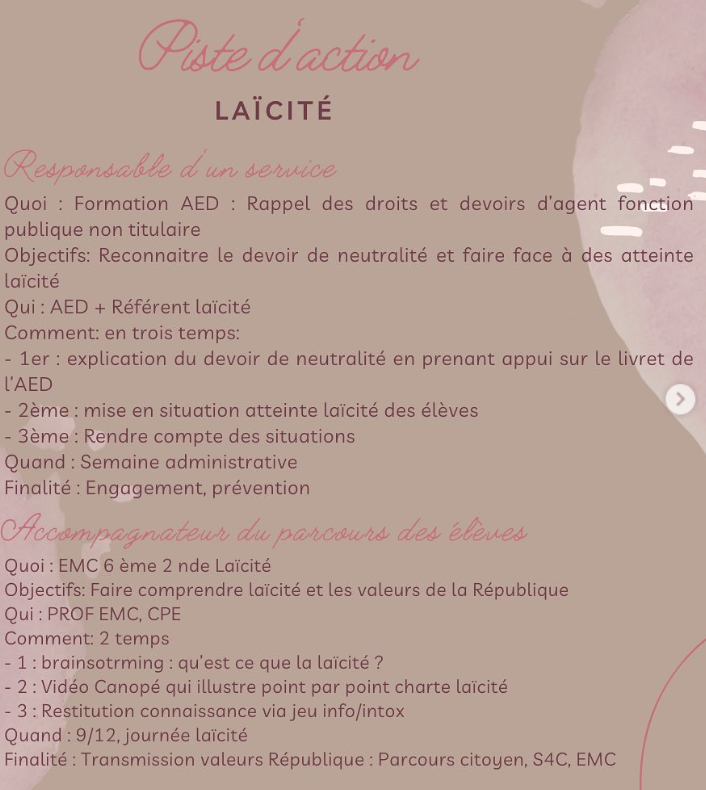 Piste d'action
LAÏCITÉ
Responsable d'un service
Quoi : Formation AED : Rappel des droits et devoirs d'agent fonction
publique non titulaire
Objectifs: Reconnaitre le devoir de neutralité et faire face à des atteinte
laïcité
Qui : AED + Référent laïcité
Comment: en trois temps:
- 1er : explication du devoir de neutralité en prenant appui sur le livret de
l'AED
- 2ème : mise en situation atteinte laïcité des élèves
- 3ème : Rendre compte des situations
Quand : Semaine administrative
Finalité : Engagement, prévention
Accompagnateur du parcours des élèves
Quoi : EMC 6 ème 2 nde Laïcité
Objectifs: Faire comprendre laïcité et les valeurs de la République
Qui : PROF EMC, CPE
Comment: 2 temps
- 1 : brainsotrming : qu'est ce que la laïcité ?
- 2 : Vidéo Canopé qui illustre point par point charte laïcité
- 3 : Restitution connaissance via jeu info/intox
Quand : 9/12, journée laïcité
Finalité : Transmission valeurs République : Parcours citoyen, S4C, EMC